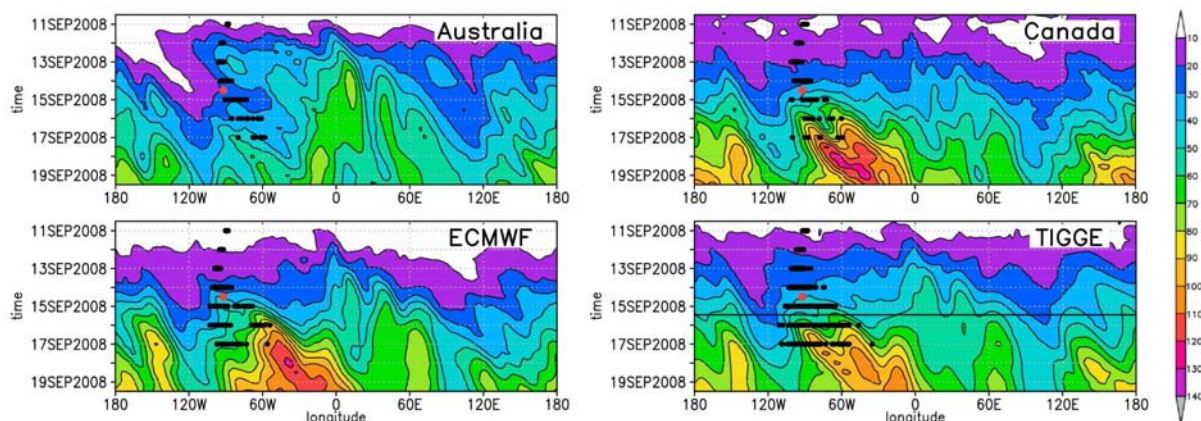 11SEP2008
13SEP2008
15SEP2008
17SEP2008
19SEP2008
time
Australia
180 120W 60W 0 60E 120E 180
11SEP2008
13SEP2008
15SEP2008
17SEP2008
19SEP2008
time
Canada
180 120W 60W 0 60E 120E 180
11SEP2008
13SEP2008
15SEP2008
17SEP2008
19SEP2008
time
ECMWF
180 120W 60W 0 60E 120E 180
longitude
11SEP2008
13SEP2008
15SEP2008
17SEP2008
19SEP2008
time
TIGGE
180 120W 60W 0 60E 120E 180
longitude
10
20
30
40
50
60
70
80
90
100
110
120
130
140